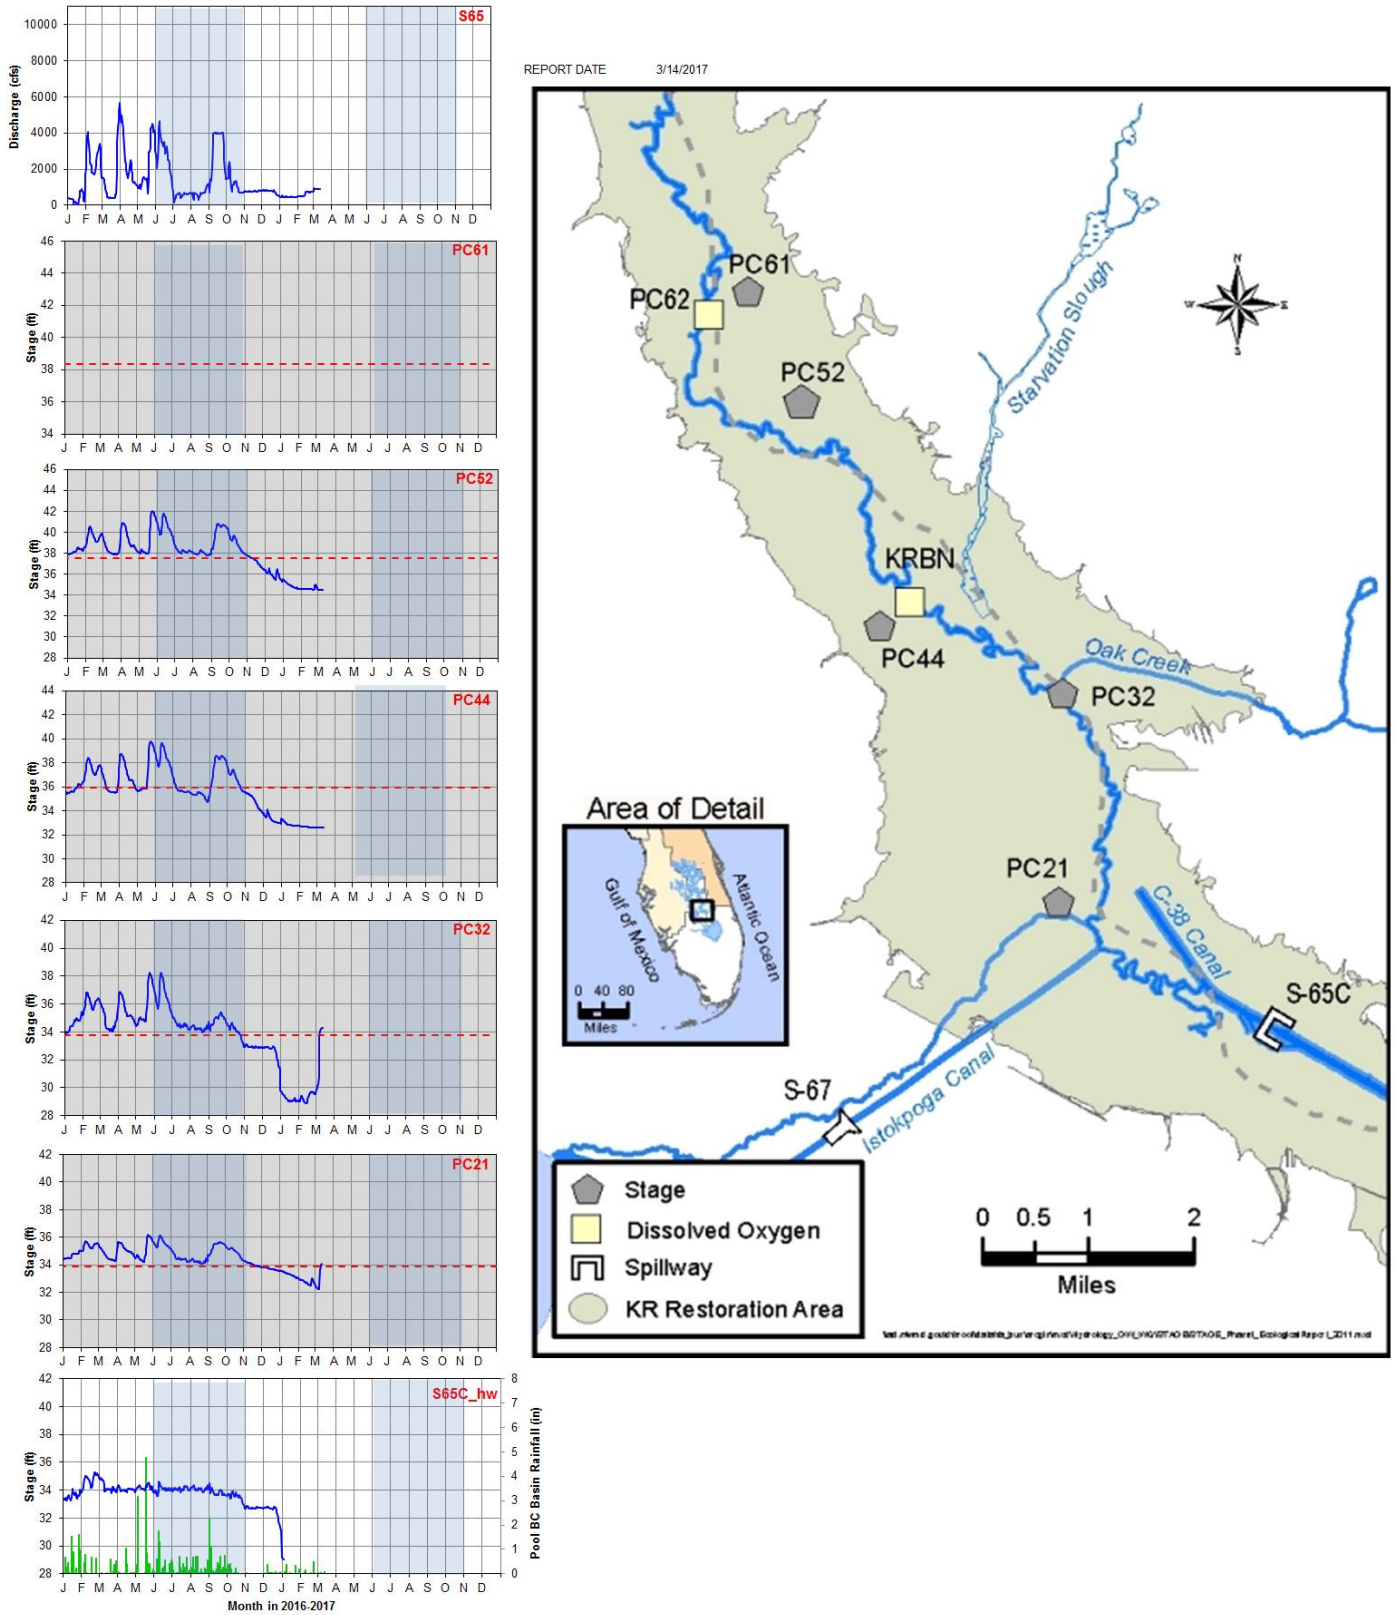 REPORT DATE 3/14/2017
S65
Discharge (cfs)
10000
8000
6000
4000
2000
0
J F M A M J J A S O N D J F M A M J J A S O N D
PC61
Stage (ft)
46
44
42
40
38
36
34
J F M A M J J A S O N D J F M A M J J A S O N D
PC52
Stage (ft)
46
44
42
40
38
36
34
32
30
28
J F M A M J J A S O N D J F M A M J J A S O N D
PC44
Stage (ft)
44
42
40
38
36
34
32
30
28
J F M A M J J A S O N D J F M A M J J A S O N D
PC32
Stage (ft)
42
40
38
36
34
32
30
28
J F M A M J J A S O N D J F M A M J J A S O N D
PC21
Stage (ft)
42
40
38
36
34
32
30
28
J F M A M J J A S O N D J F M A M J J A S O N D
S65C_hw
Stage (ft)
42
40
38
36
34
32
30
28
8
7
6
5
4
3
2
1
0
Pool BC Basin Rainfall (in)
J F M A M J J A S O N D J F M A M J J A S O N D
Month in 2016-2017
PC61
PC62
PC52
KRBN
PC44
PC32
PC21
Starvation Slough
Oak Creek
C-38 Canal
S-65C
S-67
Istokpoga Canal
N
W
E
S
Area of Detail
Gulf of Mexico
Atlantic Ocean
0 40 80
Miles
Stage
Dissolved Oxygen
Spillway
KR Restoration Area
0 0.5 1 2
Miles